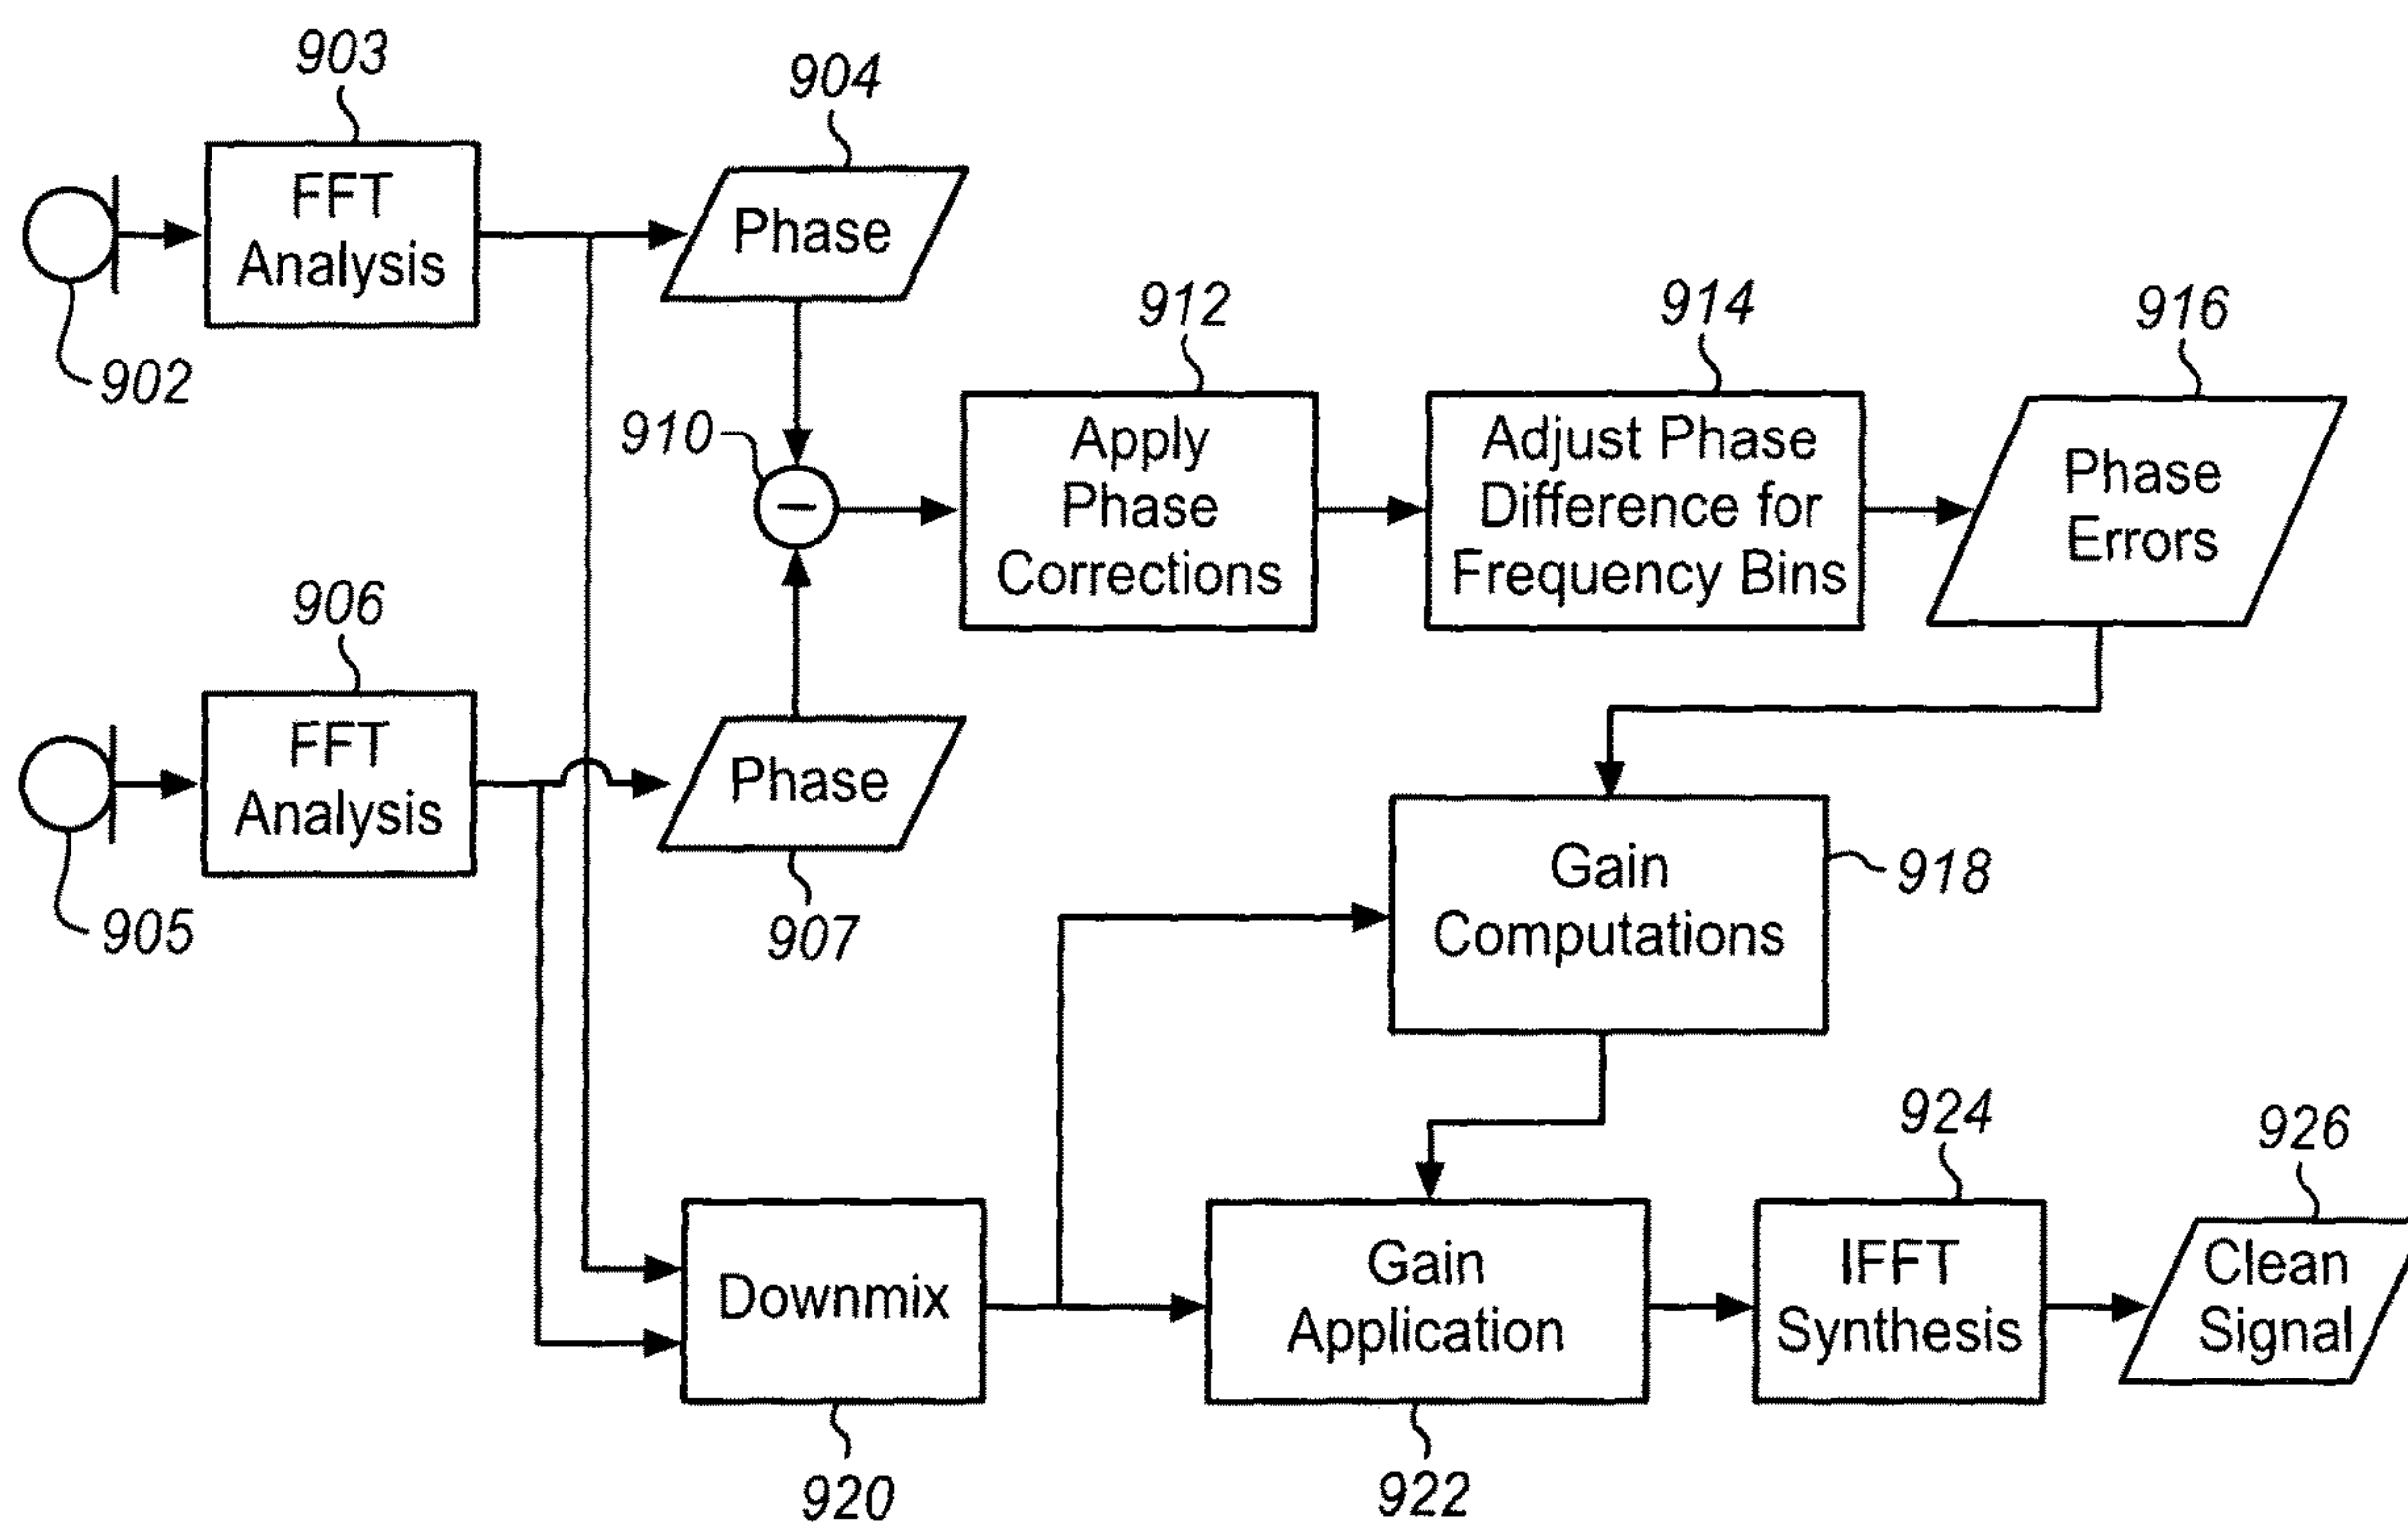 903
904
FFT
Analysis
Phase
902
912
914
916
910
Apply
Phase
Corrections
Adjust Phase
Difference for
Frequency Bins
Phase
Errors
906
FFT
Analysis
Phase
905
907
Gain
Computations
918
924
926
Downmix
Gain
Application
IFFT
Synthesis
Clean
Signal
920
922